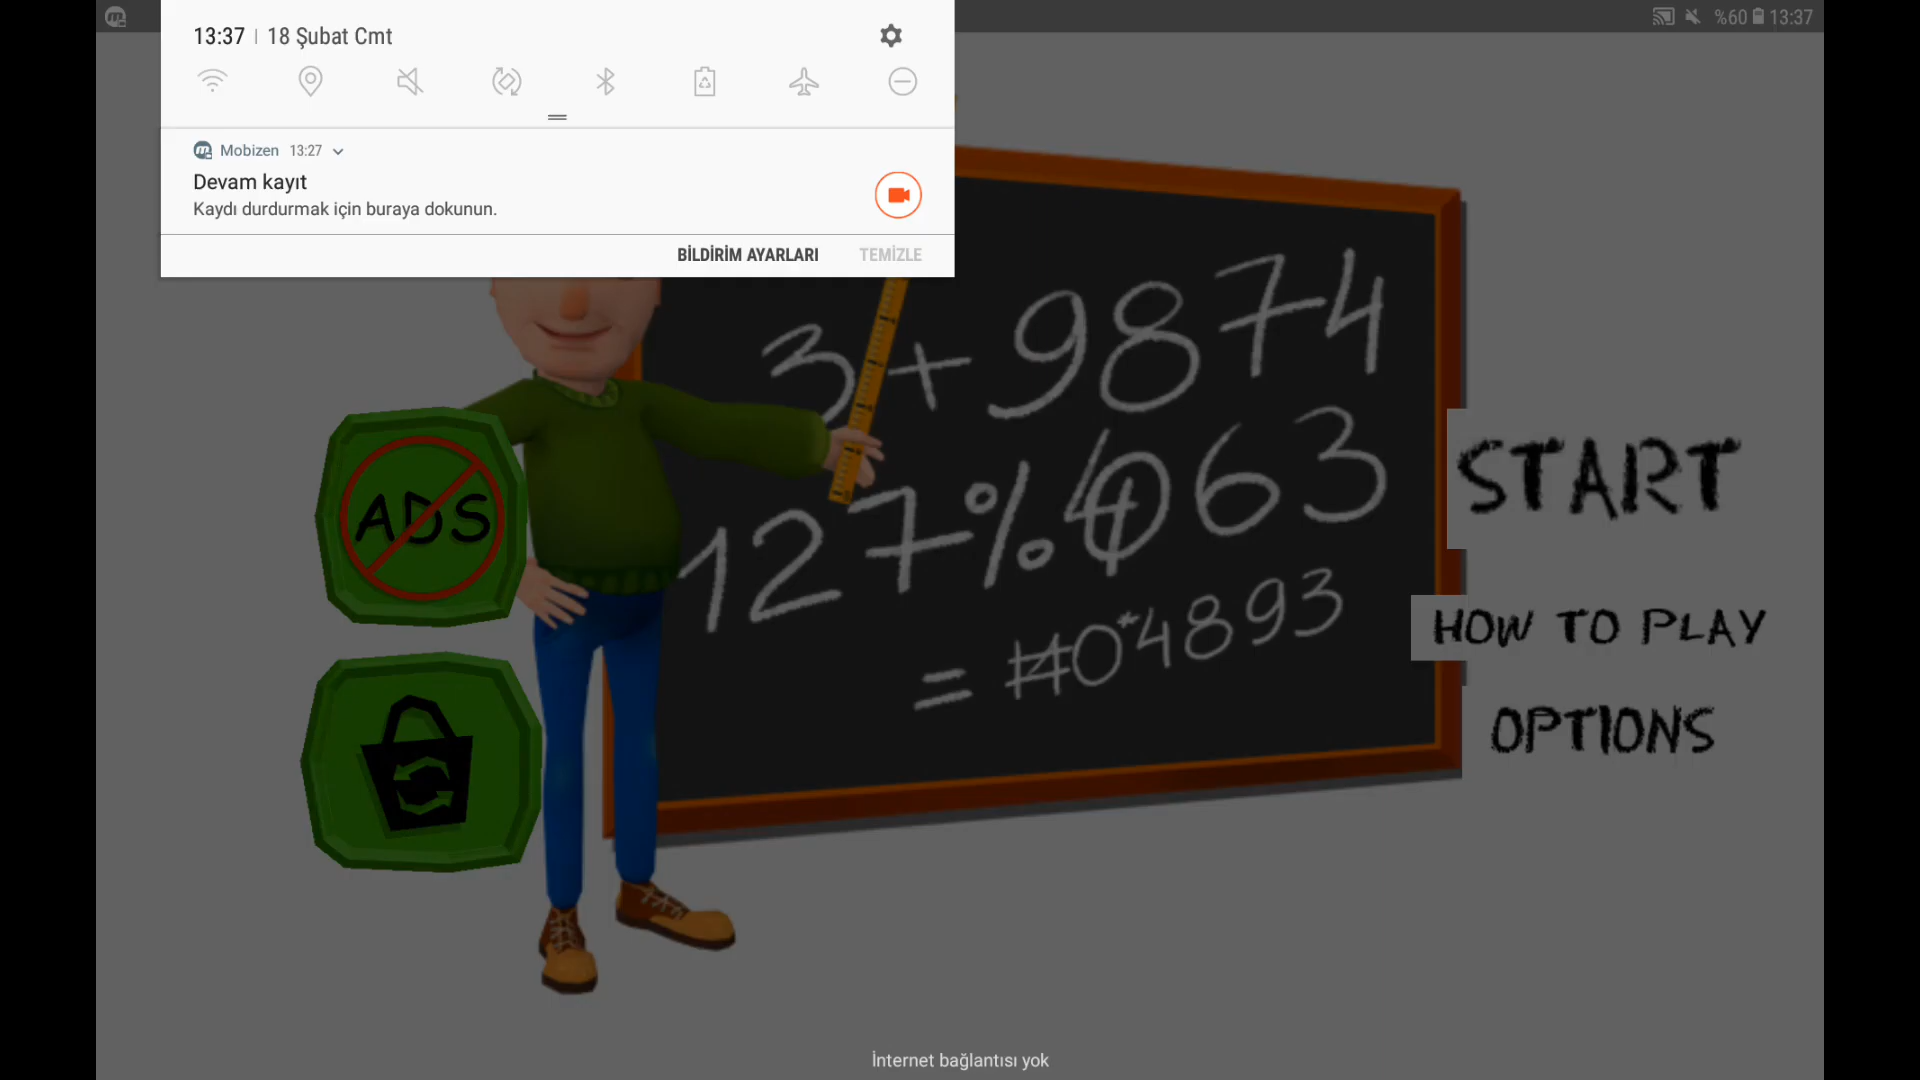 %60 13:37
13:37 | 18 Şubat Cmt
Mobizen 13:27
Devam kayıt
Kaydı durdurmak için buraya dokunun.
BİLDİRİM AYARLARI TEMİZLE
3+9874
127%4063
= #04893
ADS
START
HOW TO PLAY
OPTIONS
İnternet bağlantısı yok